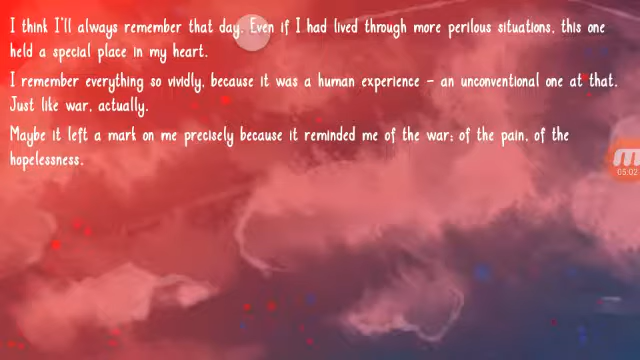 I think I'll always remember that day. Even if I had lived through more perilous situations, this one
held a special place in my heart.
I remember everything so vividly, because it was a human experience – an unconventional one at that.
Just like war, actually.
Maybe it left a mark on me precisely because it reminded me of the war; of the pain, of the
hopelessness.
05:02